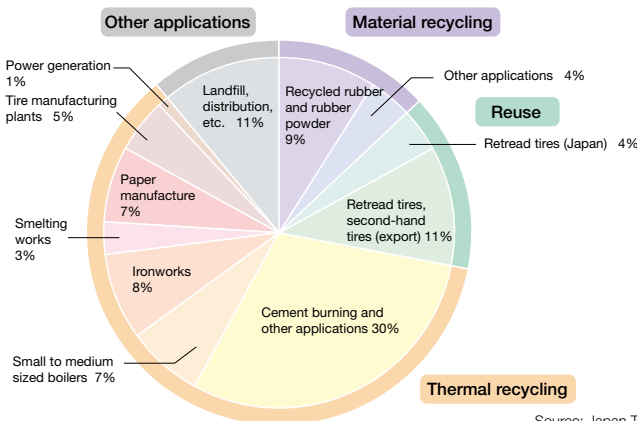 Other applications
Material recycling
Power generation
1%
Tire manufacturing
plants 5%
Landfill,
distribution,
etc. 11%
Recycled rubber
and rubber
powder
9%
Other applications 4%
Reuse
Retread tires (Japan) 4%
Paper
manufacture
7%
Retread tires,
second-hand
tires (export) 11%
Smelting
works
3%
Ironworks
8%
Cement burning and
other applications 30%
Small to medium
sized boilers 7%
Thermal recycling
Source: Japan